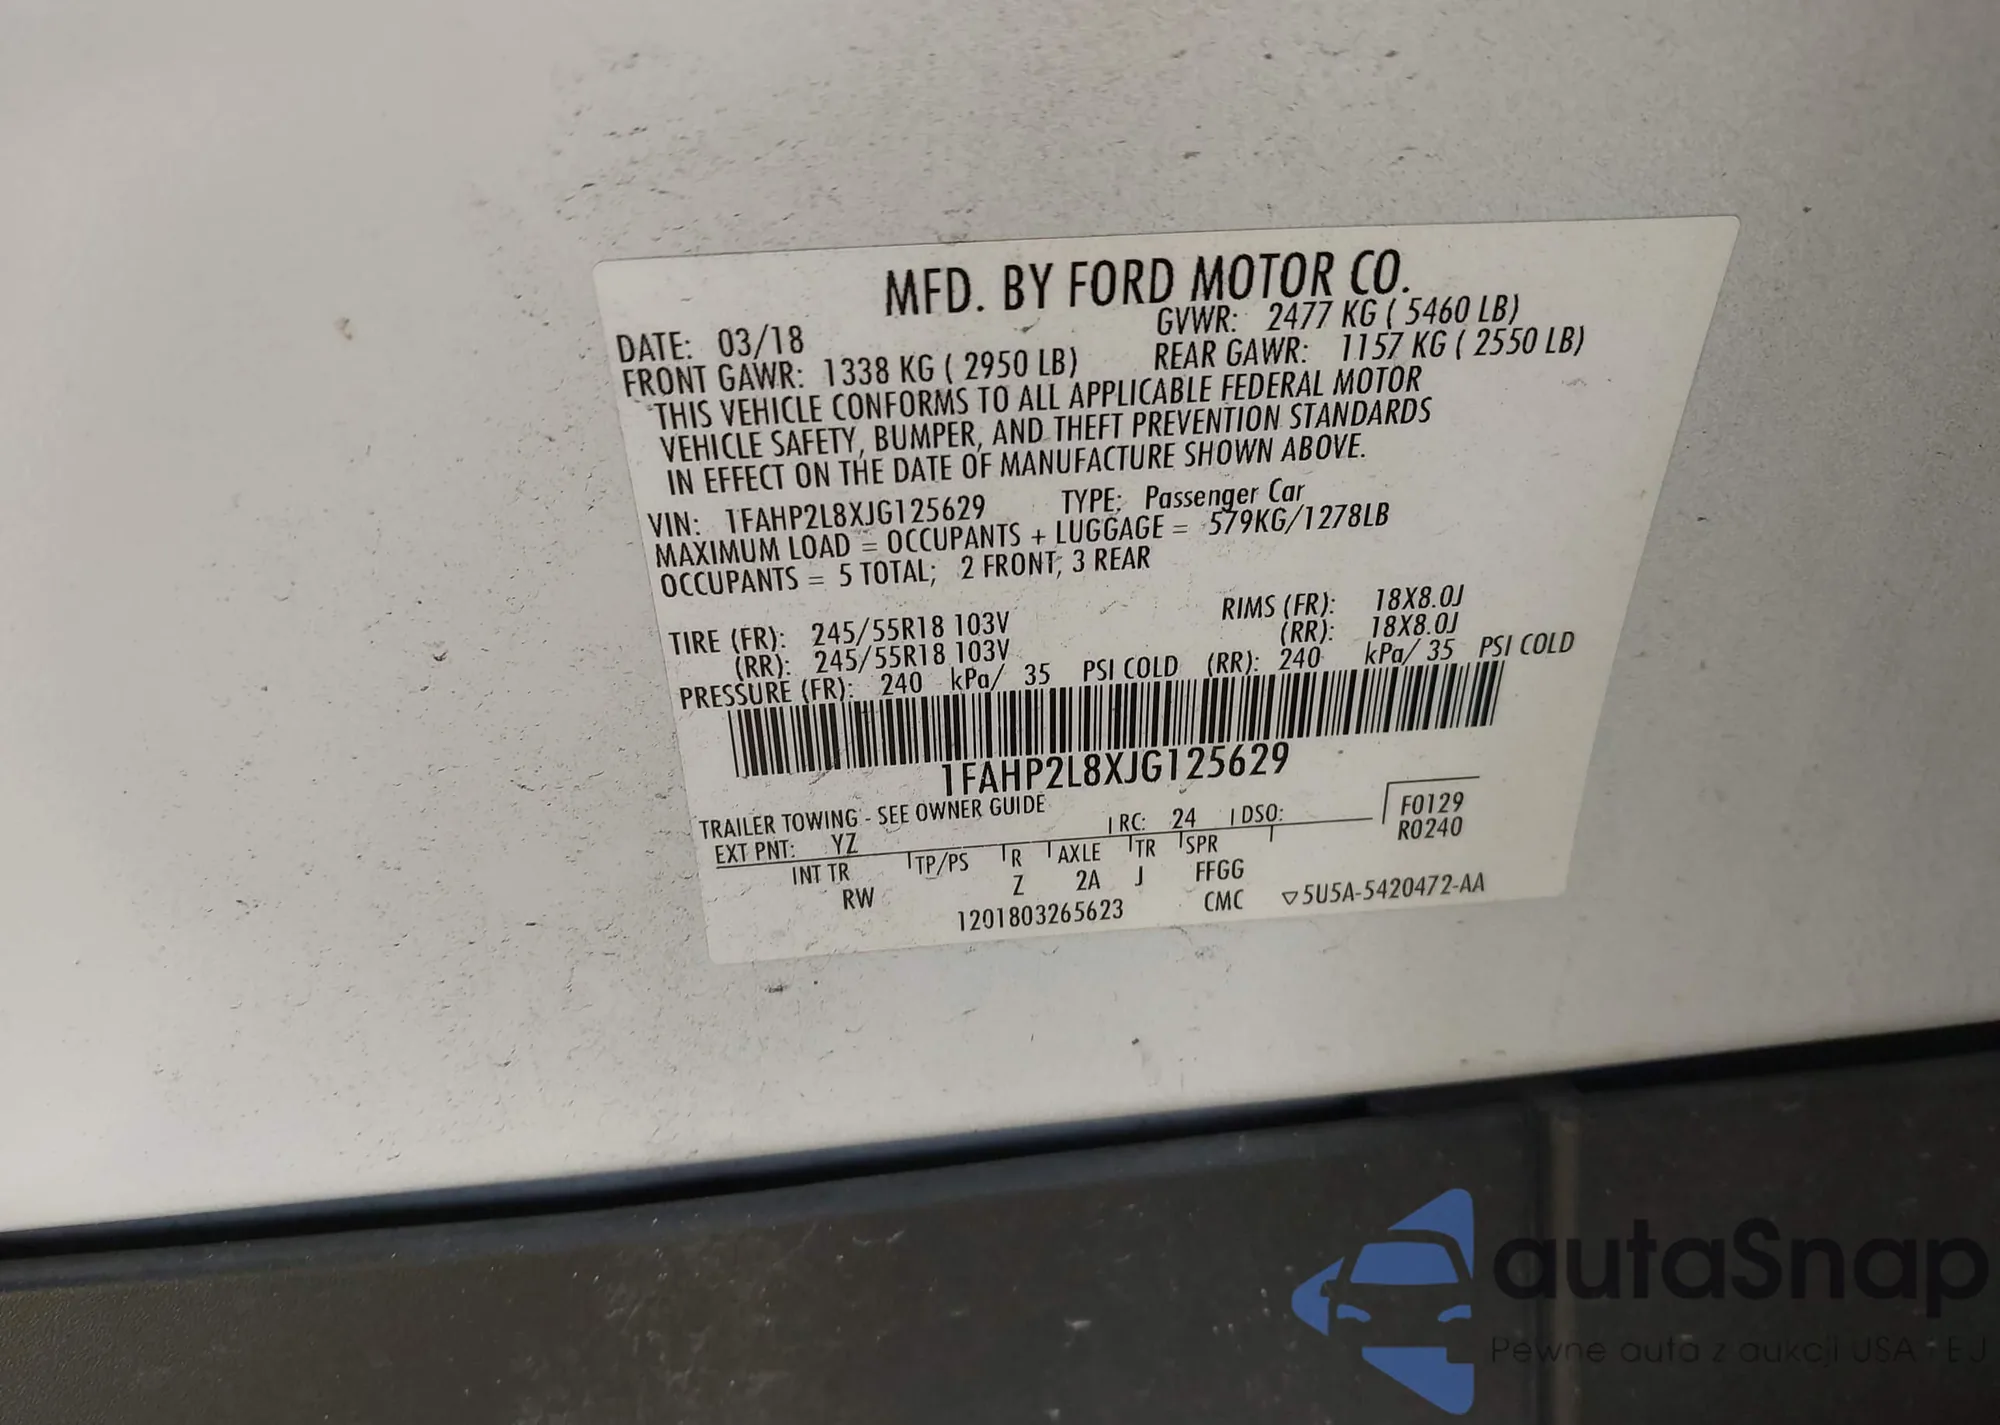 MFD. BY FORD MOTOR CO.
DATE: 03/18 GVWR: 2477 KG ( 5460 LB)
FRONT GAWR: 1338 KG ( 2950 LB) REAR GAWR: 1157 KG ( 2550 LB)
THIS VEHICLE CONFORMS TO ALL APPLICABLE FEDERAL MOTOR
VEHICLE SAFETY, BUMPER, AND THEFT PREVENTION STANDARDS
IN EFFECT ON THE DATE OF MANUFACTURE SHOWN ABOVE.
VIN: 1FAHP2L8XJG125629 TYPE: Passenger Car
MAXIMUM LOAD = OCCUPANTS + LUGGAGE = 579KG/1278LB
OCCUPANTS = 5 TOTAL; 2 FRONT; 3 REAR
TIRE (FR): 245/55R18 103V RIMS (FR): 18X8.0J
(RR): 245/55R18 103V (RR): 18X8.0J
PRESSURE (FR): 240 kPa/ 35 PSI COLD (RR): 240 kPa/ 35 PSI COLD
1FAHP2L8XJG125629
TRAILER TOWING - SEE OWNER GUIDE
EXT PNT: YZ RC: 24 DSO: F0129
R0240
INT TR TP/PS R AXLE TR SPR
RW Z 2A J FFGG
1201803265623 CMC ▽5U5A-5420472-AA
autaSnap
Pewne auta z aukcji USA i EU